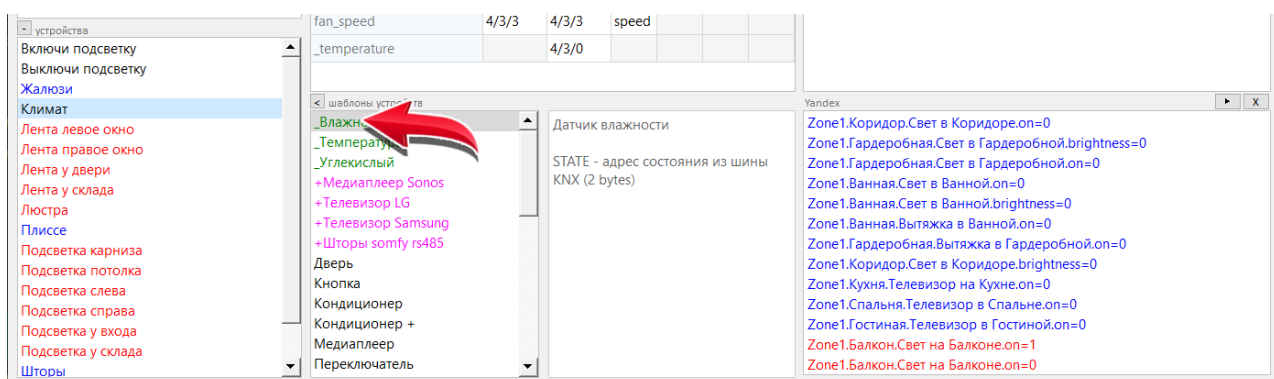 - устройства
Включи подсветку
Выключи подсветку
Жалюзи
Климат
Лента левое окно
Лента правое окно
Лента у двери
Лента у склада
Люстра
Плиссе
Подсветка карниза
Подсветка потолка
Подсветка слева
Подсветка справа
Подсветка у входа
Подсветка у склада
Шторы
fan_speed 4/3/3 4/3/3 speed
_temperature 4/3/0
< шаблоны устройств
_Влажно
_Температу
_Углекислый
+Медиаплеер Sonos
+Телевизор LG
+Телевизор Samsung
+Шторы somfy rs485
Дверь
Кнопка
Кондиционер
Кондиционер +
Медиаплеер
Переключатель
Датчик влажности
STATE - адрес состояния из шины
KNX (2 bytes)
Yandex X
Zone1.Коридор.Свет в Коридоре.on=0
Zone1.Гардеробная.Свет в Гардеробной.brightness=0
Zone1.Гардеробная.Свет в Гардеробной.on=0
Zone1.Ванная.Свет в Ванной.on=0
Zone1.Ванная.Свет в Ванной.brightness=0
Zone1.Ванная.Вытяжка в Ванной.on=0
Zone1.Гардеробная.Вытяжка в Гардеробной.on=0
Zone1.Коридор.Свет в Коридоре.brightness=0
Zone1.Кухня.Телевизор на Кухне.on=0
Zone1.Спальня.Телевизор в Спальне.on=0
Zone1.Гостиная.Телевизор в Гостиной.on=0
Zone1.Балкон.Свет на Балконе.on=1
Zone1.Балкон.Свет на Балконе.on=0